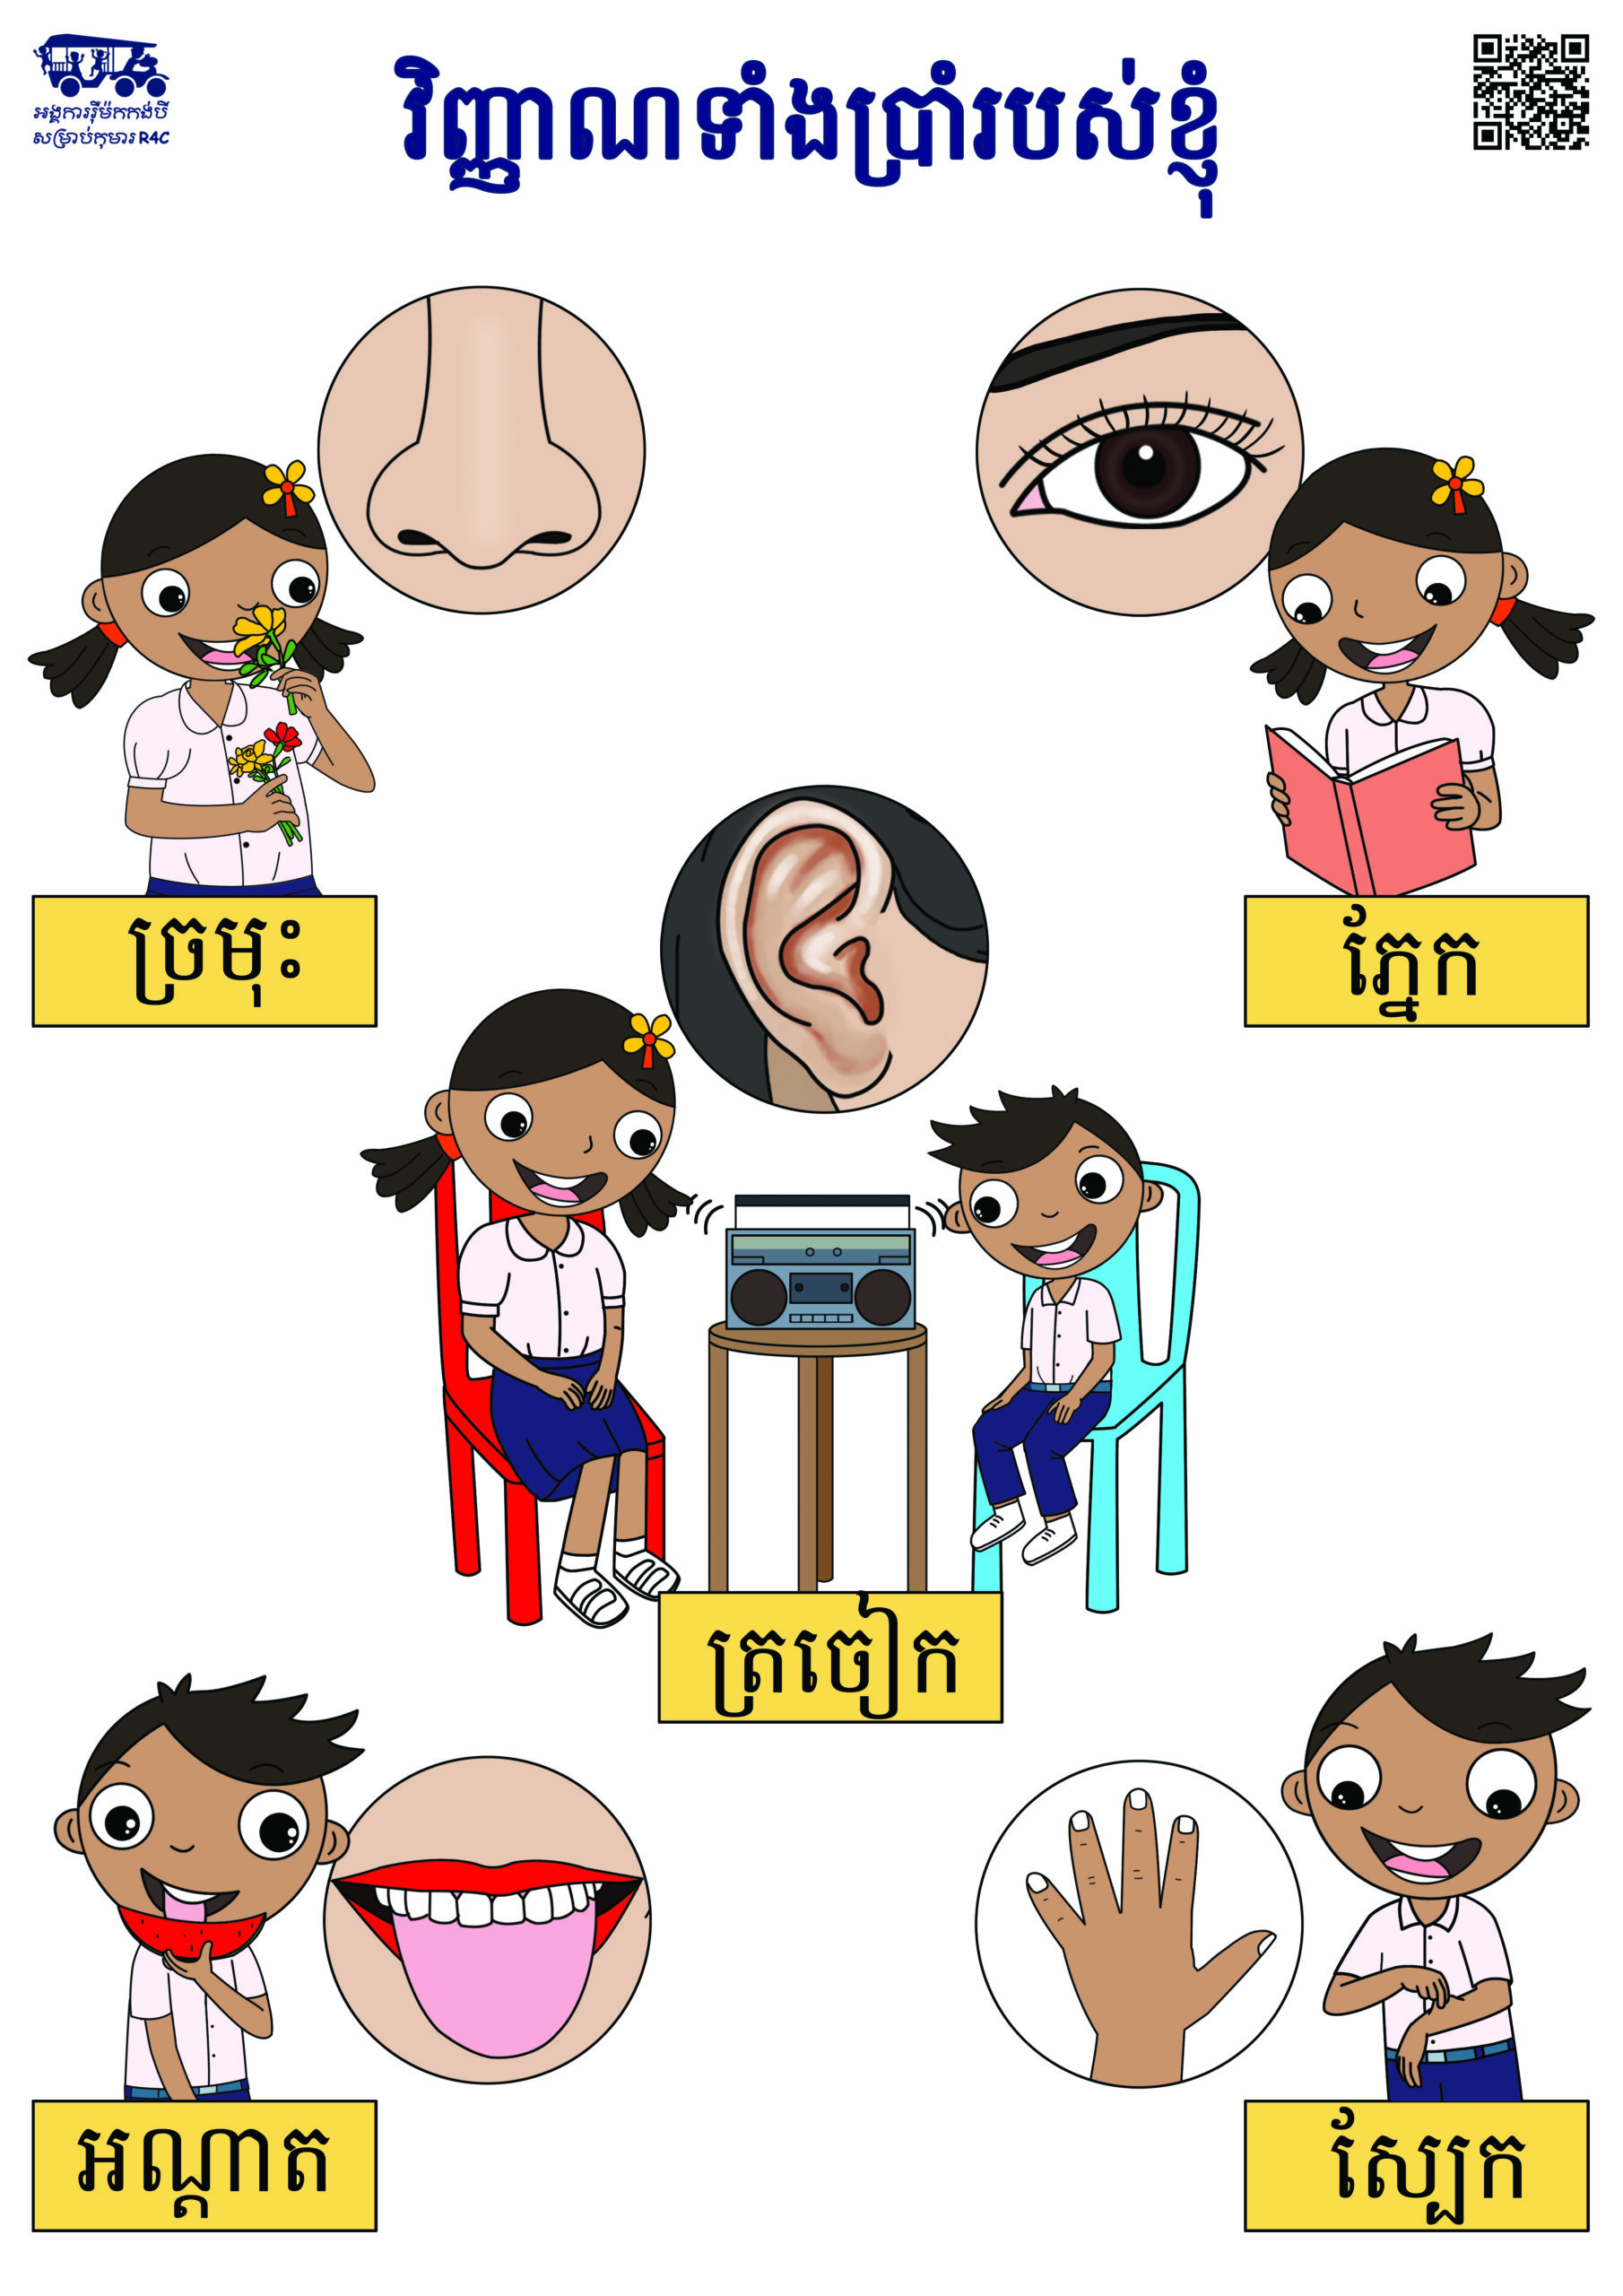 អង្គការរ៉ឺម៉កកង់បី
សម្រាប់កុមារ R4C
វិញ្ញាណទាំងប្រាំរបស់ខ្ញុំ
ច្រមុះ
ភ្នែក
ត្រចៀក
អណ្ដាត
ស្បែក